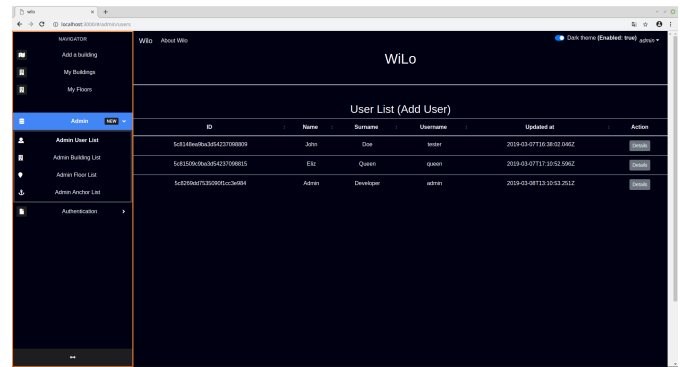 wilo
localhost:3000/#/admin/users
NAVIGATOR
Add a building
My Buildings
My Floors
Admin NEW
Admin User List
Admin Building List
Admin Floor List
Admin Anchor List
Authentication
Wilo About Wilo
Dark theme (Enabled: true) admin
WiLo
User List (Add User)
ID Name Surname Username Updated at Action
5c8148ea9ba3d54237098809 John Doe tester 2019-03-07T16:38:02.046Z Details
5c81509c9ba3d54237098815 Eliz Queen queen 2019-03-07T17:10:52.596Z Details
5c8269dd7535090f1cc3e984 Admin Developer admin 2019-03-08T13:10:53.251Z Details